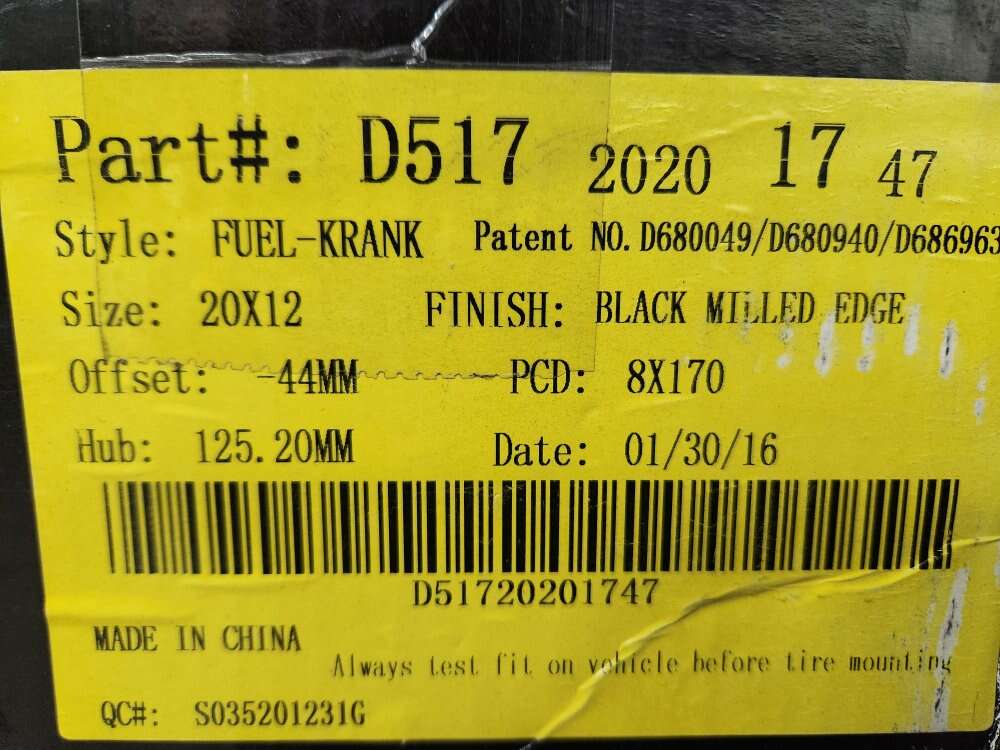 Part#: D517 2020 17 47
Style: FUEL-KRANK Patent NO. D680049/D680940/D686963
Size: 20X12 FINISH: BLACK MILLED EDGE
Offset: -44MM PCD: 8X170
Hub: 125.20MM Date: 01/30/16
D51720201747
MADE IN CHINA
Always test fit on vehicle before tire mounting
QC#: S035201231G